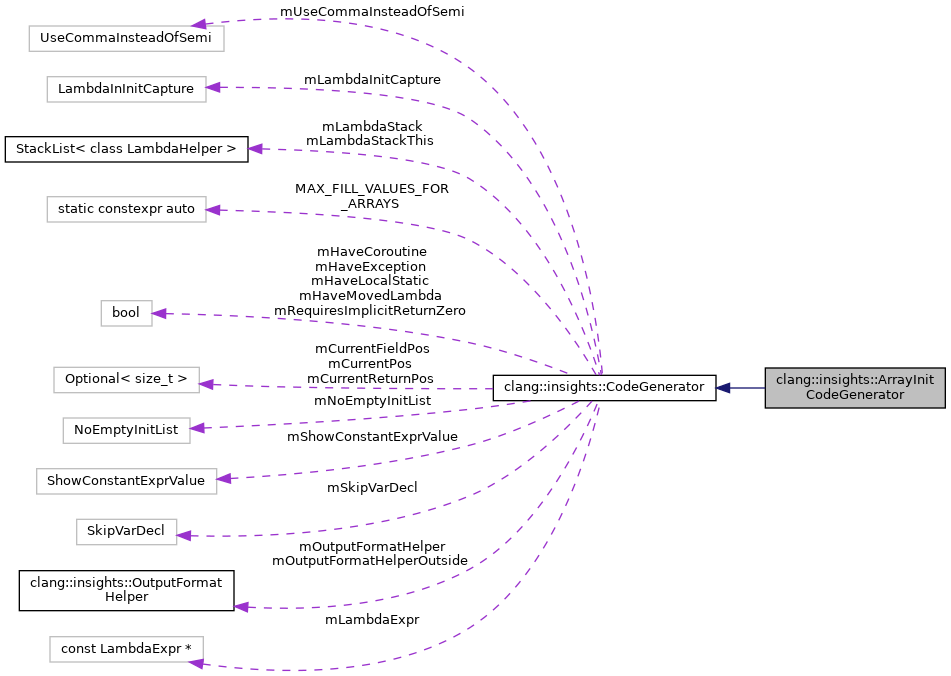 mUseCommaInsteadOfSemi
UseCommaInsteadOfSemi
mLambdaInitCapture
LambdaInInitCapture
mLambdaStack
mLambdaStackThis
StackList< class LambdaHelper >
MAX_FILL_VALUES_FOR
_ARRAYS
static constexpr auto
mHaveCoroutine
mHaveException
mHaveLocalStatic
mHaveMovedLambda
mRequiresImplicitReturnZero
bool
mCurrentFieldPos
mCurrentPos
mCurrentReturnPos
Optional< size_t >
clang::insights::CodeGenerator
clang::insights::ArrayInit
CodeGenerator
mNoEmptyInitList
NoEmptyInitList
mShowConstantExprValue
ShowConstantExprValue
mSkipVarDecl
SkipVarDecl
mOutputFormatHelper
mOutputFormatHelperOutside
clang::insights::OutputFormat
Helper
mLambdaExpr
const LambdaExpr *